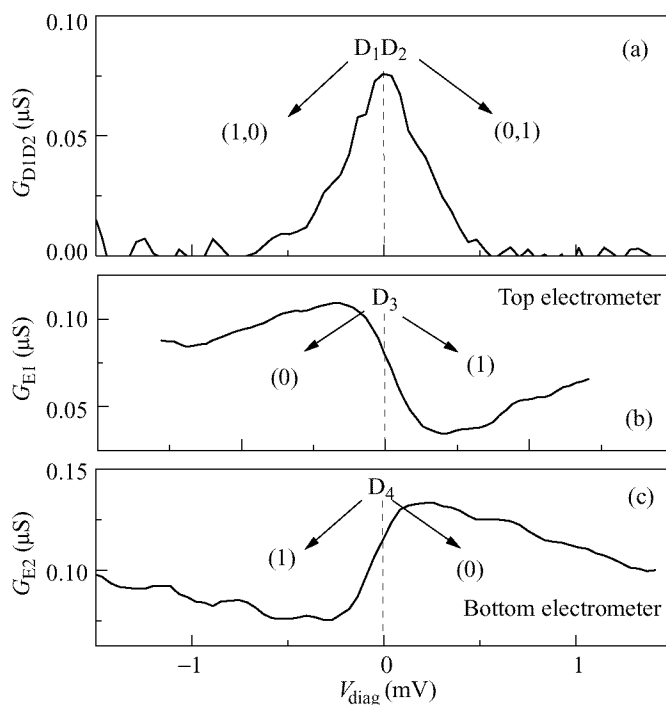 0.10
D₁D₂
(a)
(1,0)
(0,1)
0.05
G_D1D2 (μS)
0.00
D₃
Top electrometer
0.10
(0)
(1)
G_E1 (μS)
0.05
(b)
0.15
D₄
(c)
(1)
(0)
G_E2 (μS)
0.10
Bottom electrometer
−1
0
1
V_diag (mV)